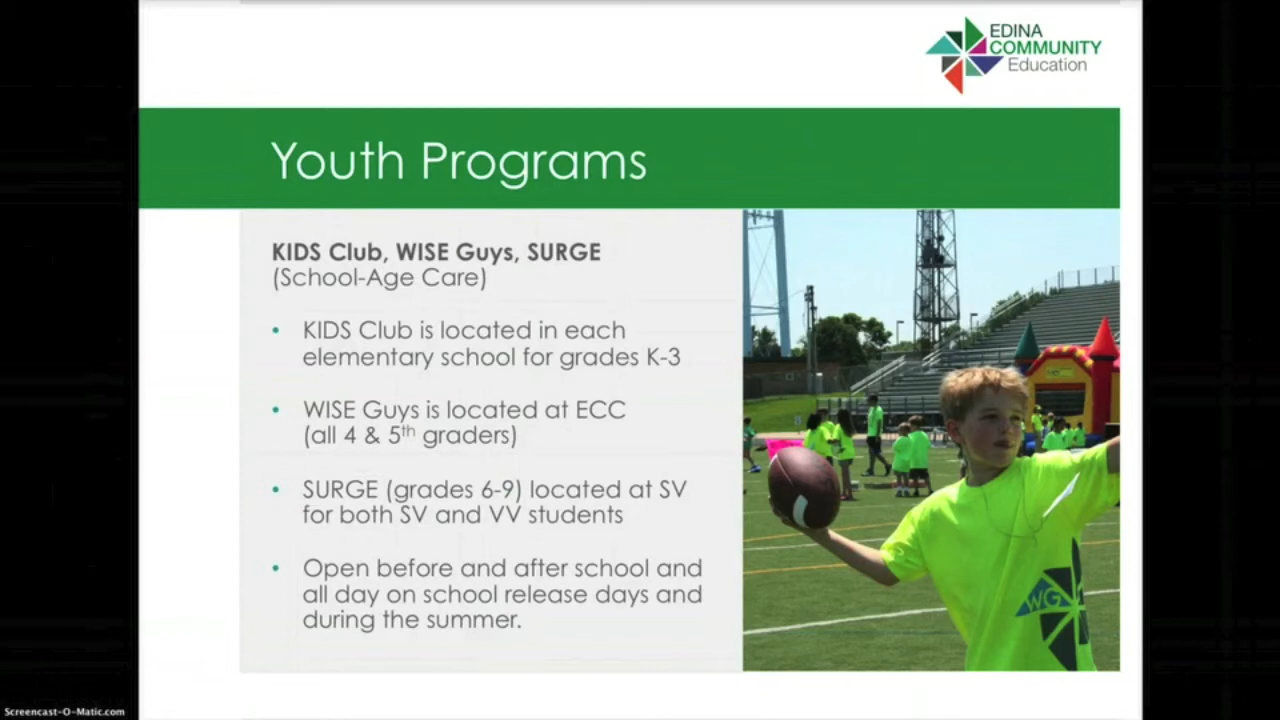 EDINA
COMMUNITY
Education
Youth Programs
KIDS Club, WISE Guys, SURGE
(School-Age Care)
• KIDS Club is located in each
elementary school for grades K-3
• WISE Guys is located at ECC
(all 4 & 5th graders)
• SURGE (grades 6-9) located at SV
for both SV and VV students
• Open before and after school and
all day on school release days and
during the summer.
WG
Screencast-O-Matic.com